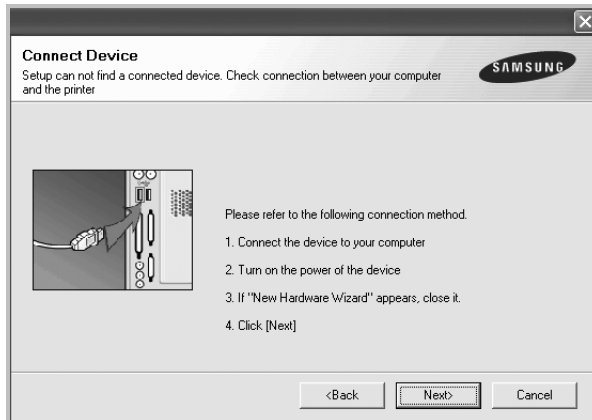 Connect Device
Setup can not find a connected device. Check connection between your computer
and the printer
SAMSUNG
Please refer to the following connection method.
1. Connect the device to your computer
2. Turn on the power of the device
3. If "New Hardware Wizard" appears, close it.
4. Click [Next]
<Back
Next>
Cancel